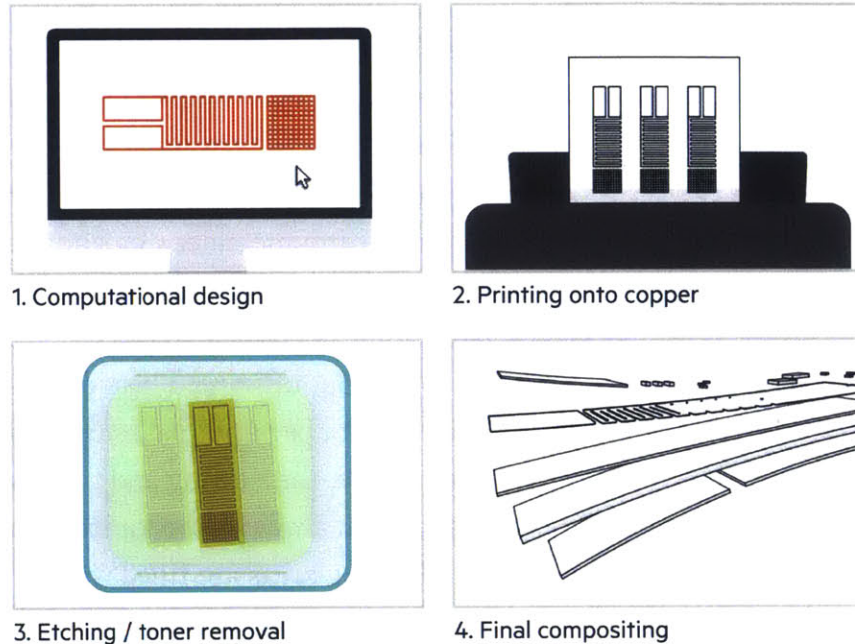 1. Computational design
2. Printing onto copper
3. Etching / toner removal
4. Final compositing